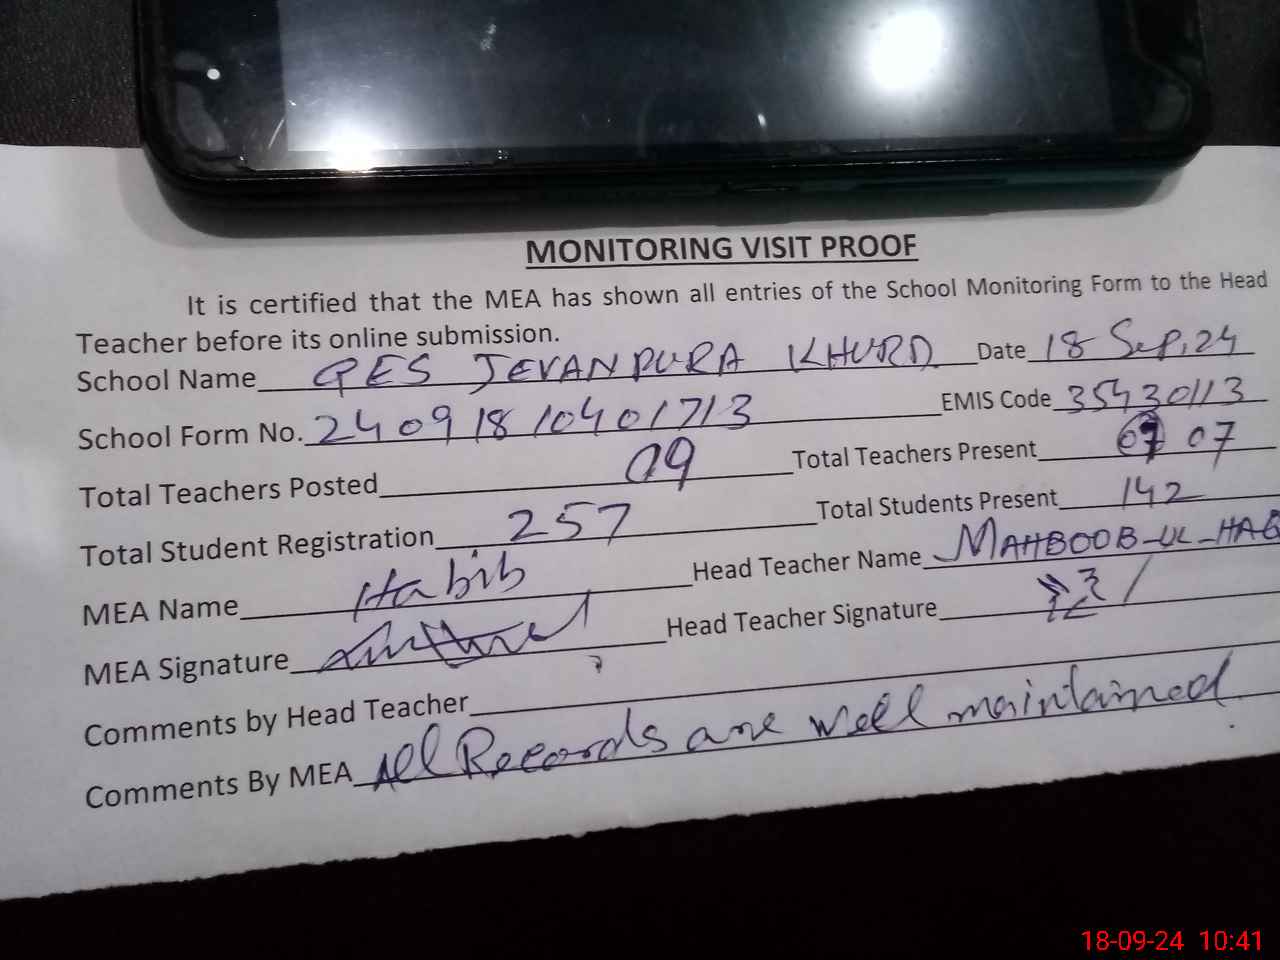 MONITORING VISIT PROOF
It is certified that the MEA has shown all entries of the School Monitoring Form to the Head
Teacher before its online submission.
School Name GES JEVANPURA KHURD Date 18 Sep, 24
School Form No. 24091810401713 EMIS Code 35430113
Total Teachers Posted 09 Total Teachers Present 07
Total Student Registration 257 Total Students Present 142
MEA Name Habib Head Teacher Name MAHBOOB-UL-HAQ
MEA Signature Head Teacher Signature
Comments by Head Teacher
Comments By MEA All Records are well maintained
18-09-24 10:41